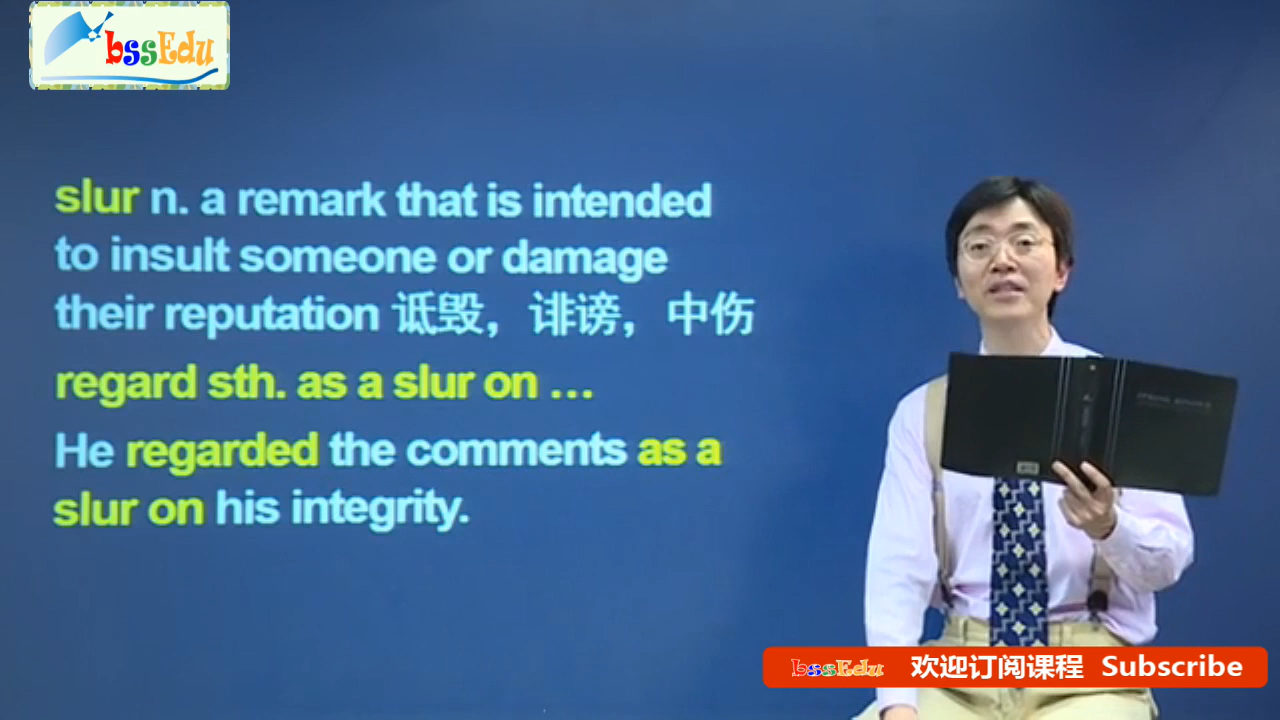 bssEdu
slur n. a remark that is intended
to insult someone or damage
their reputation 诋毁，诽谤，中伤
regard sth. as a slur on …
He regarded the comments as a
slur on his integrity.
bssEdu 欢迎订阅课程 Subscribe